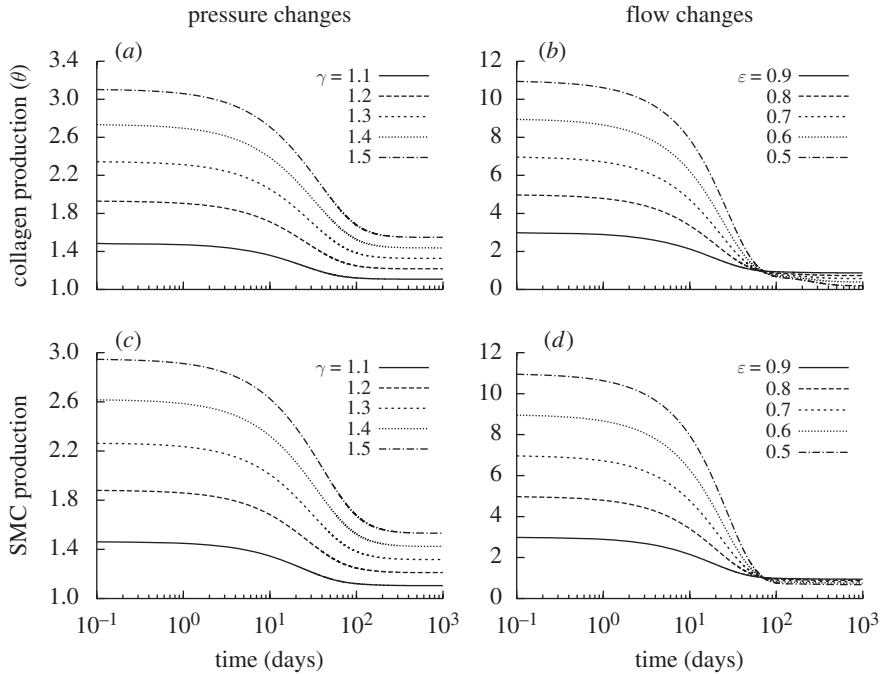 pressure changes
flow changes
(a)
(b)
collagen production (θ)
3.4
3.0
2.6
2.2
1.8
1.4
1.0
γ = 1.1
1.2
1.3
1.4
1.5
12
10
8
6
4
2
0
ε = 0.9
0.8
0.7
0.6
0.5
(c)
(d)
SMC production
3.0
2.6
2.2
1.8
1.4
1.0
γ = 1.1
1.2
1.3
1.4
1.5
10⁻¹ 10⁰ 10¹ 10² 10³
time (days)
12
10
8
6
4
2
0
ε = 0.9
0.8
0.7
0.6
0.5
10⁻¹ 10⁰ 10¹ 10² 10³
time (days)